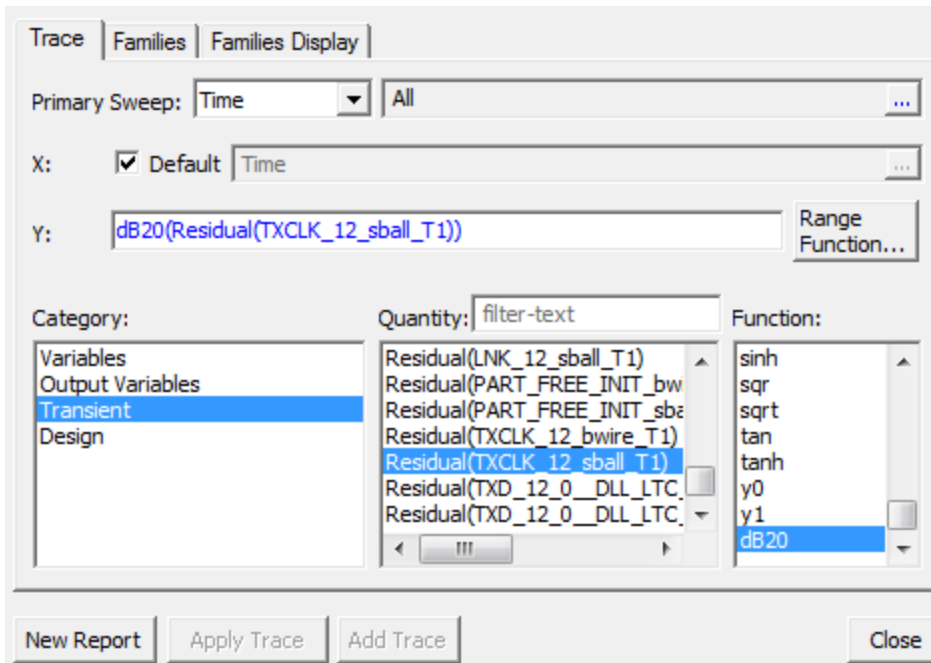 Trace Families Families Display
Primary Sweep: Time All ...
X: Default Time ...
Y: dB20(Residual(TXCLK_12_sball_T1)) Range Function...
Category: Quantity: filter-text Function:
Variables
Output Variables
Transient
Design
Residual(LNK_12_sball_T1)
Residual(PART_FREE_INIT_bwi
Residual(PART_FREE_INIT_sba
Residual(TXCLK_12_bwire_T1)
Residual(TXCLK_12_sball_T1)
Residual(TXD_12_0__DLL_LTC_
Residual(TXD_12_0__DLL_LTC_
sinh
sqr
sqrt
tan
tanh
y0
y1
dB20
New Report Apply Trace Add Trace Close